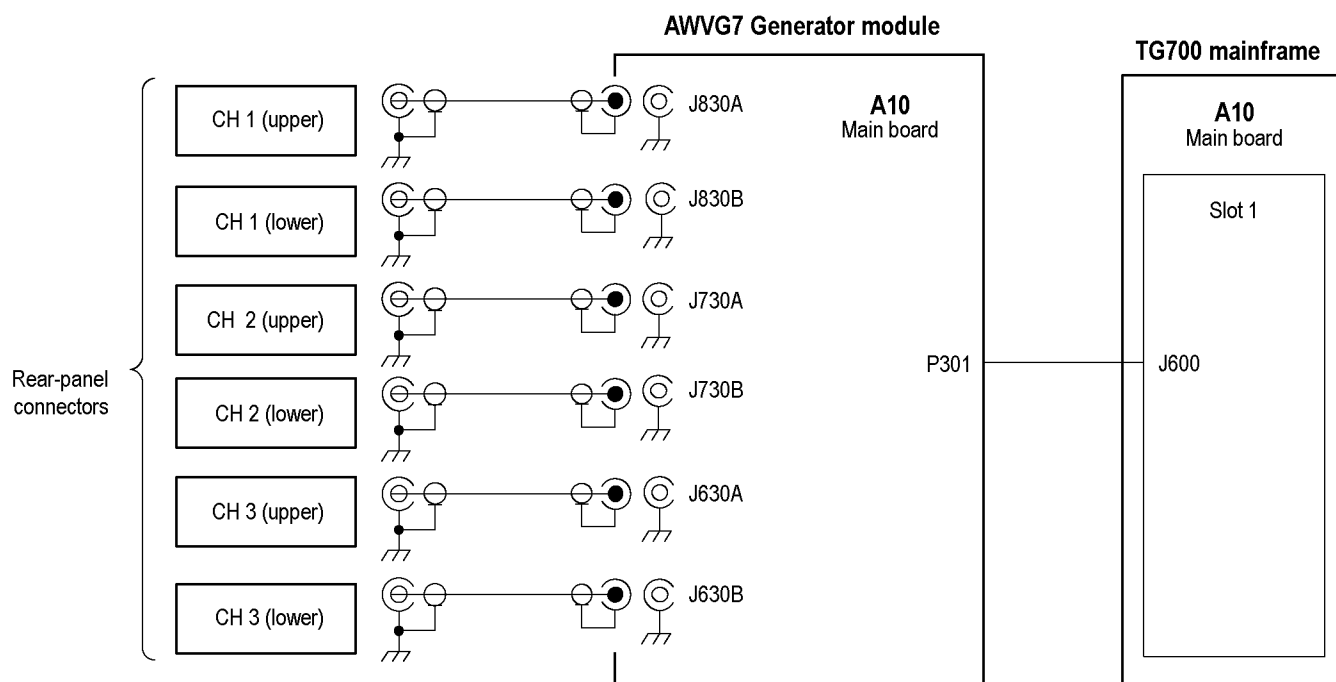 AWVG7 Generator module
TG700 mainframe
Rear-panel
connectors
CH 1 (upper)
CH 1 (lower)
CH 2 (upper)
CH 2 (lower)
CH 3 (upper)
CH 3 (lower)
J830A
J830B
J730A
J730B
J630A
J630B
A10
Main board
P301
A10
Main board
Slot 1
J600